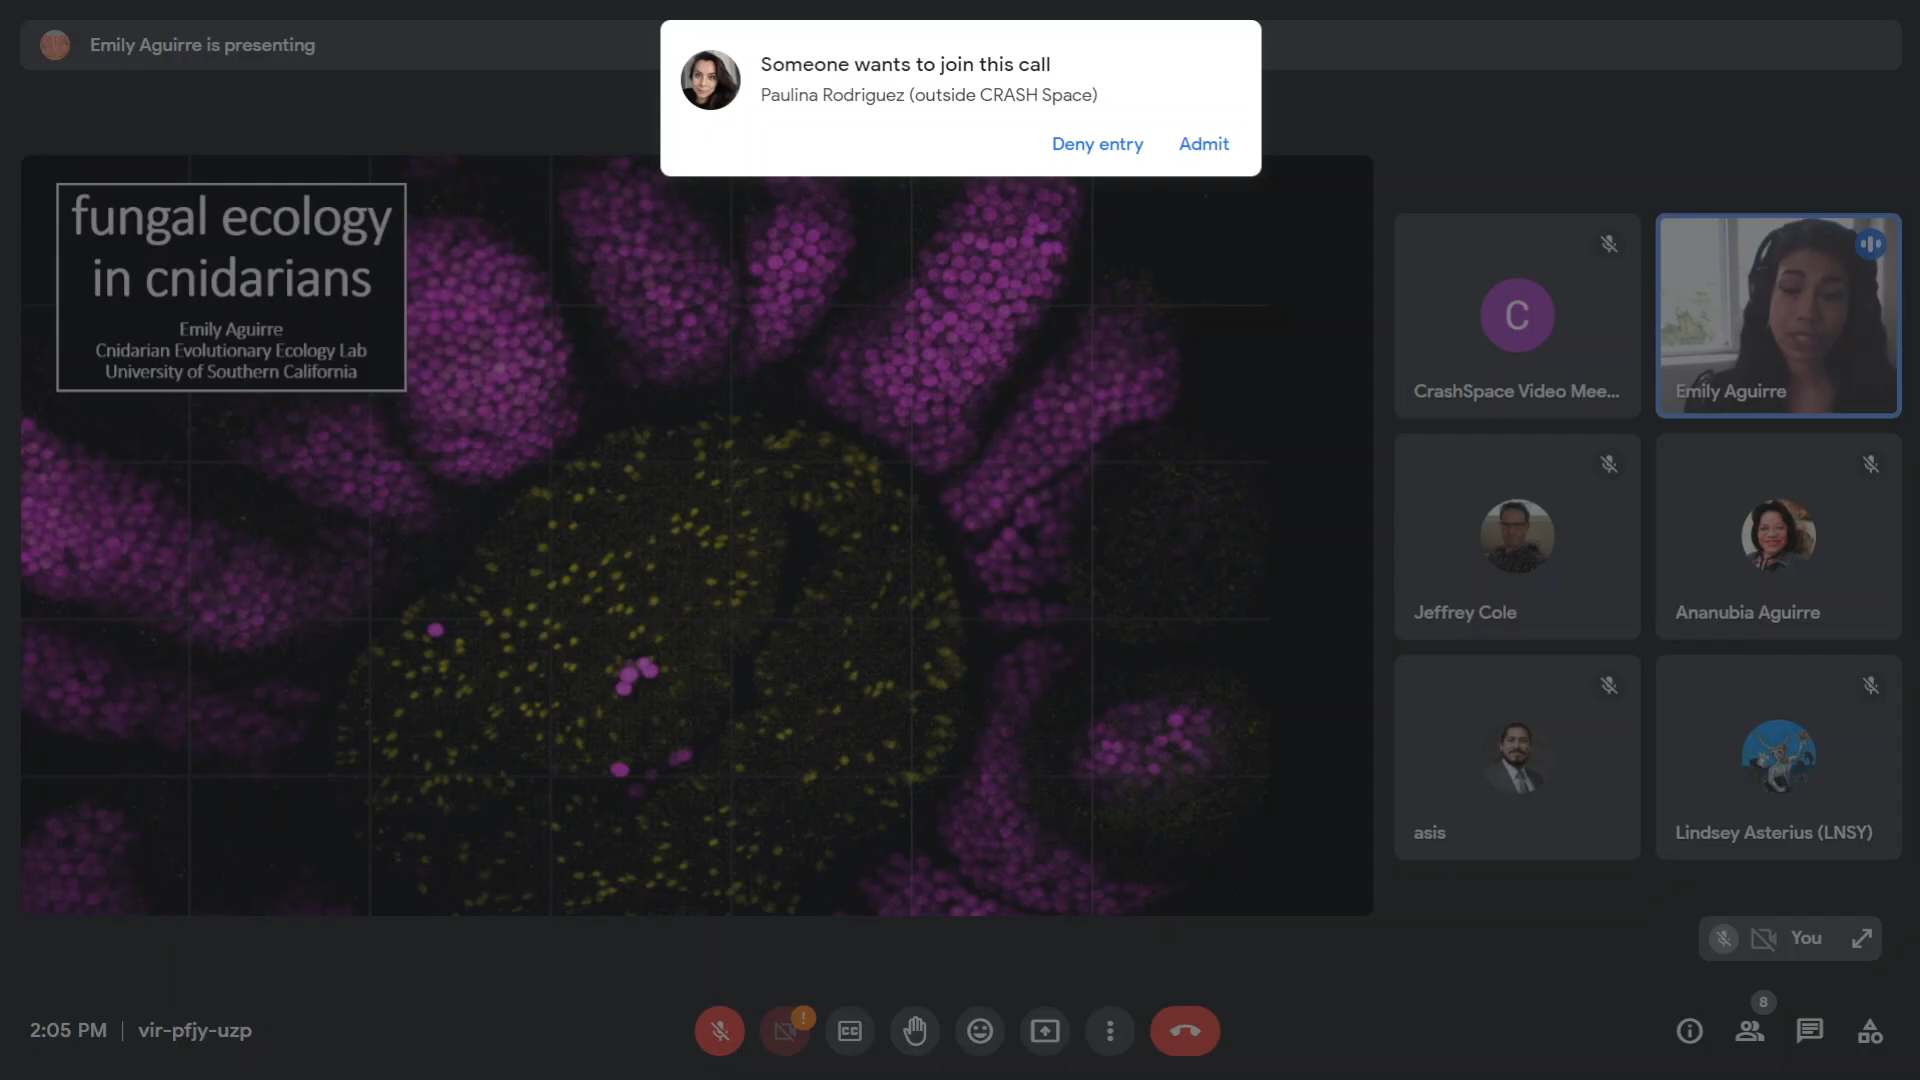 Emily Aguirre is presenting
Someone wants to join this call
Paulina Rodriguez (outside CRASH Space)
Deny entry Admit
fungal ecology
in cnidarians
Emily Aguirre
Cnidarian Evolutionary Ecology Lab
University of Southern California
C
CrashSpace Video Mee...
Emily Aguirre
Jeffrey Cole
Ananubia Aguirre
asis
Lindsey Asterius (LNSY)
You
2:05 PM | vir-pfjy-uzp
!
CC
8